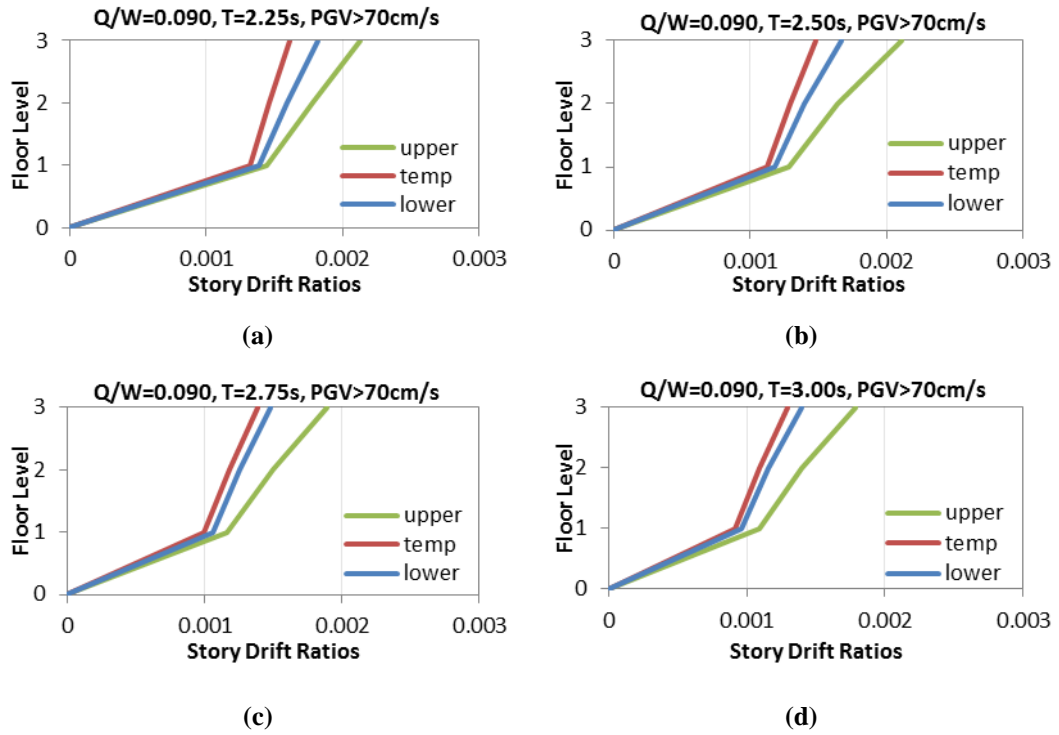 Q/W=0.090, T=2.25s, PGV>70cm/s
3
2
1
0
Floor Level
upper
temp
lower
0 0.001 0.002 0.003
Story Drift Ratios
(a)
Q/W=0.090, T=2.50s, PGV>70cm/s
3
2
1
0
Floor Level
upper
temp
lower
0 0.001 0.002 0.003
Story Drift Ratios
(b)
Q/W=0.090, T=2.75s, PGV>70cm/s
3
2
1
0
Floor Level
upper
temp
lower
0 0.001 0.002 0.003
Story Drift Ratios
(c)
Q/W=0.090, T=3.00s, PGV>70cm/s
3
2
1
0
Floor Level
upper
temp
lower
0 0.001 0.002 0.003
Story Drift Ratios
(d)